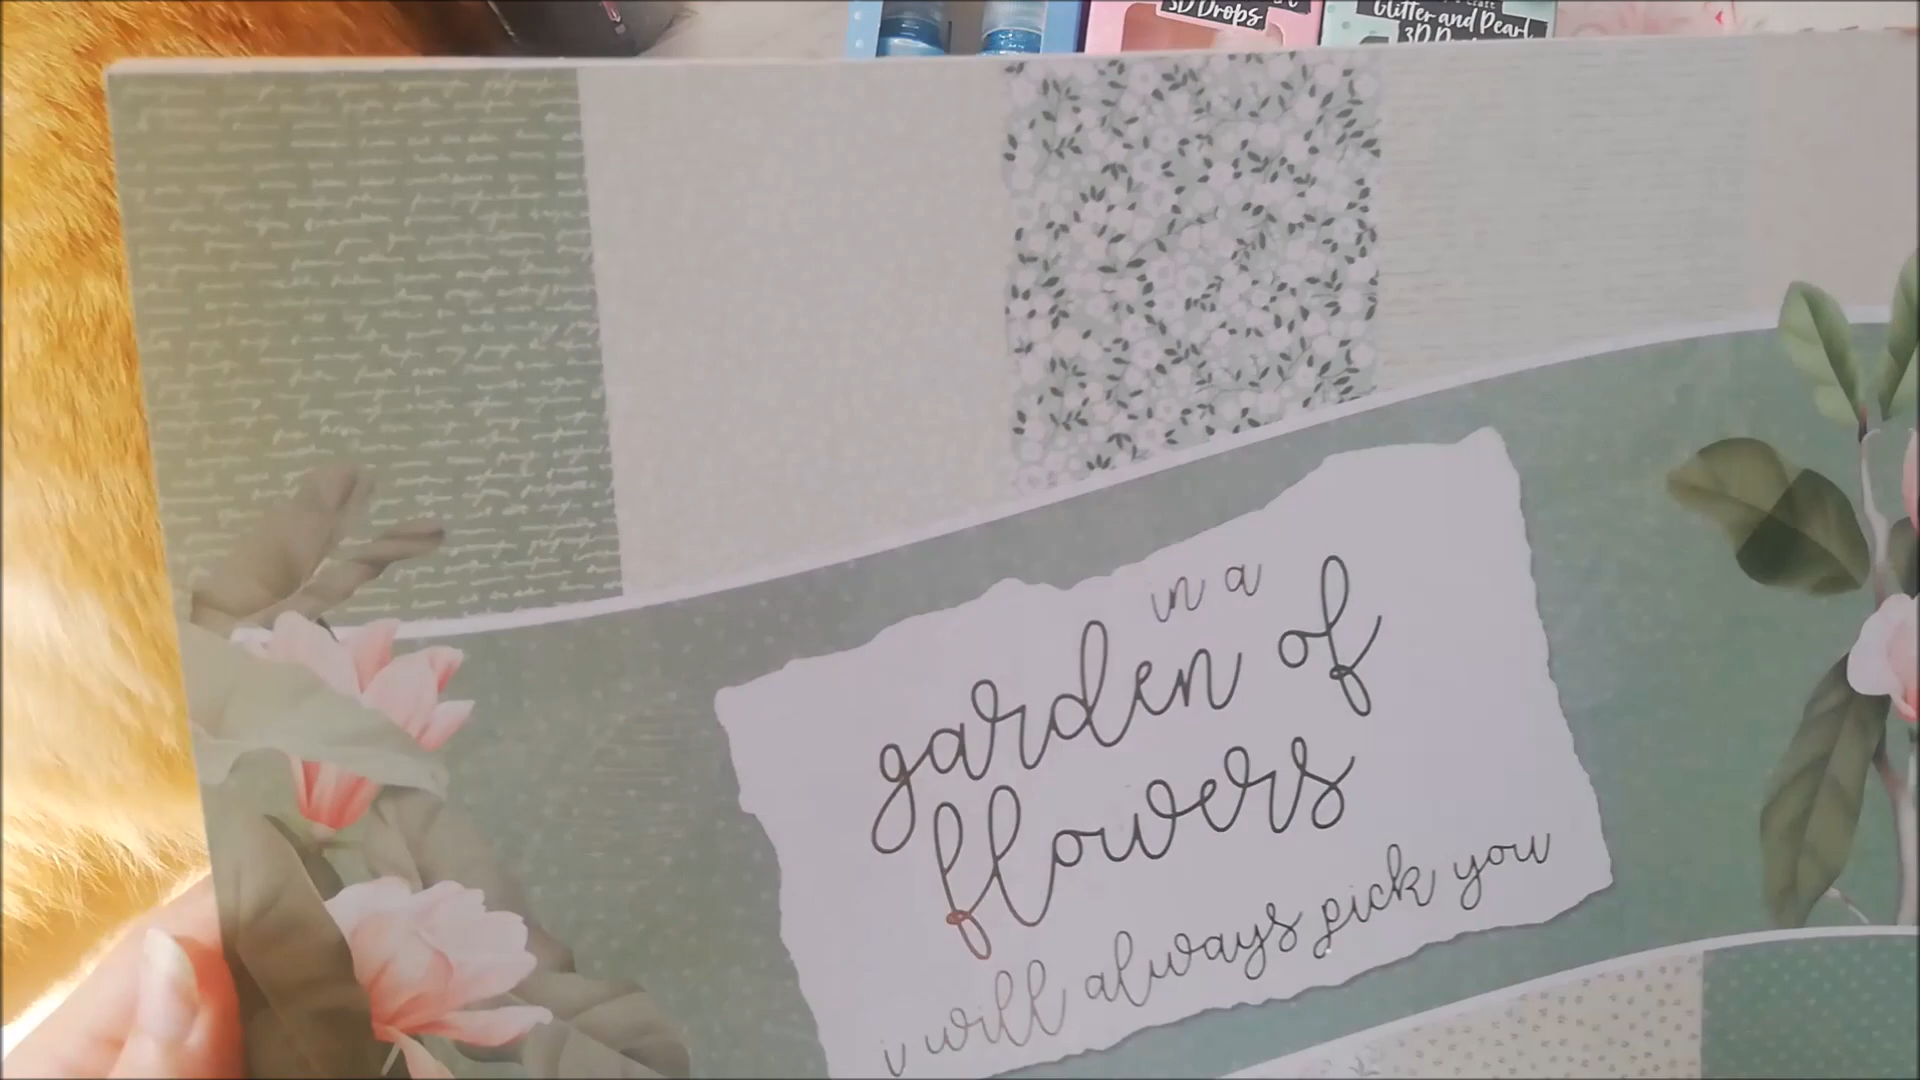 3D Drops
Glitter and Pearl
in a
garden of
flowers
i will always pick you